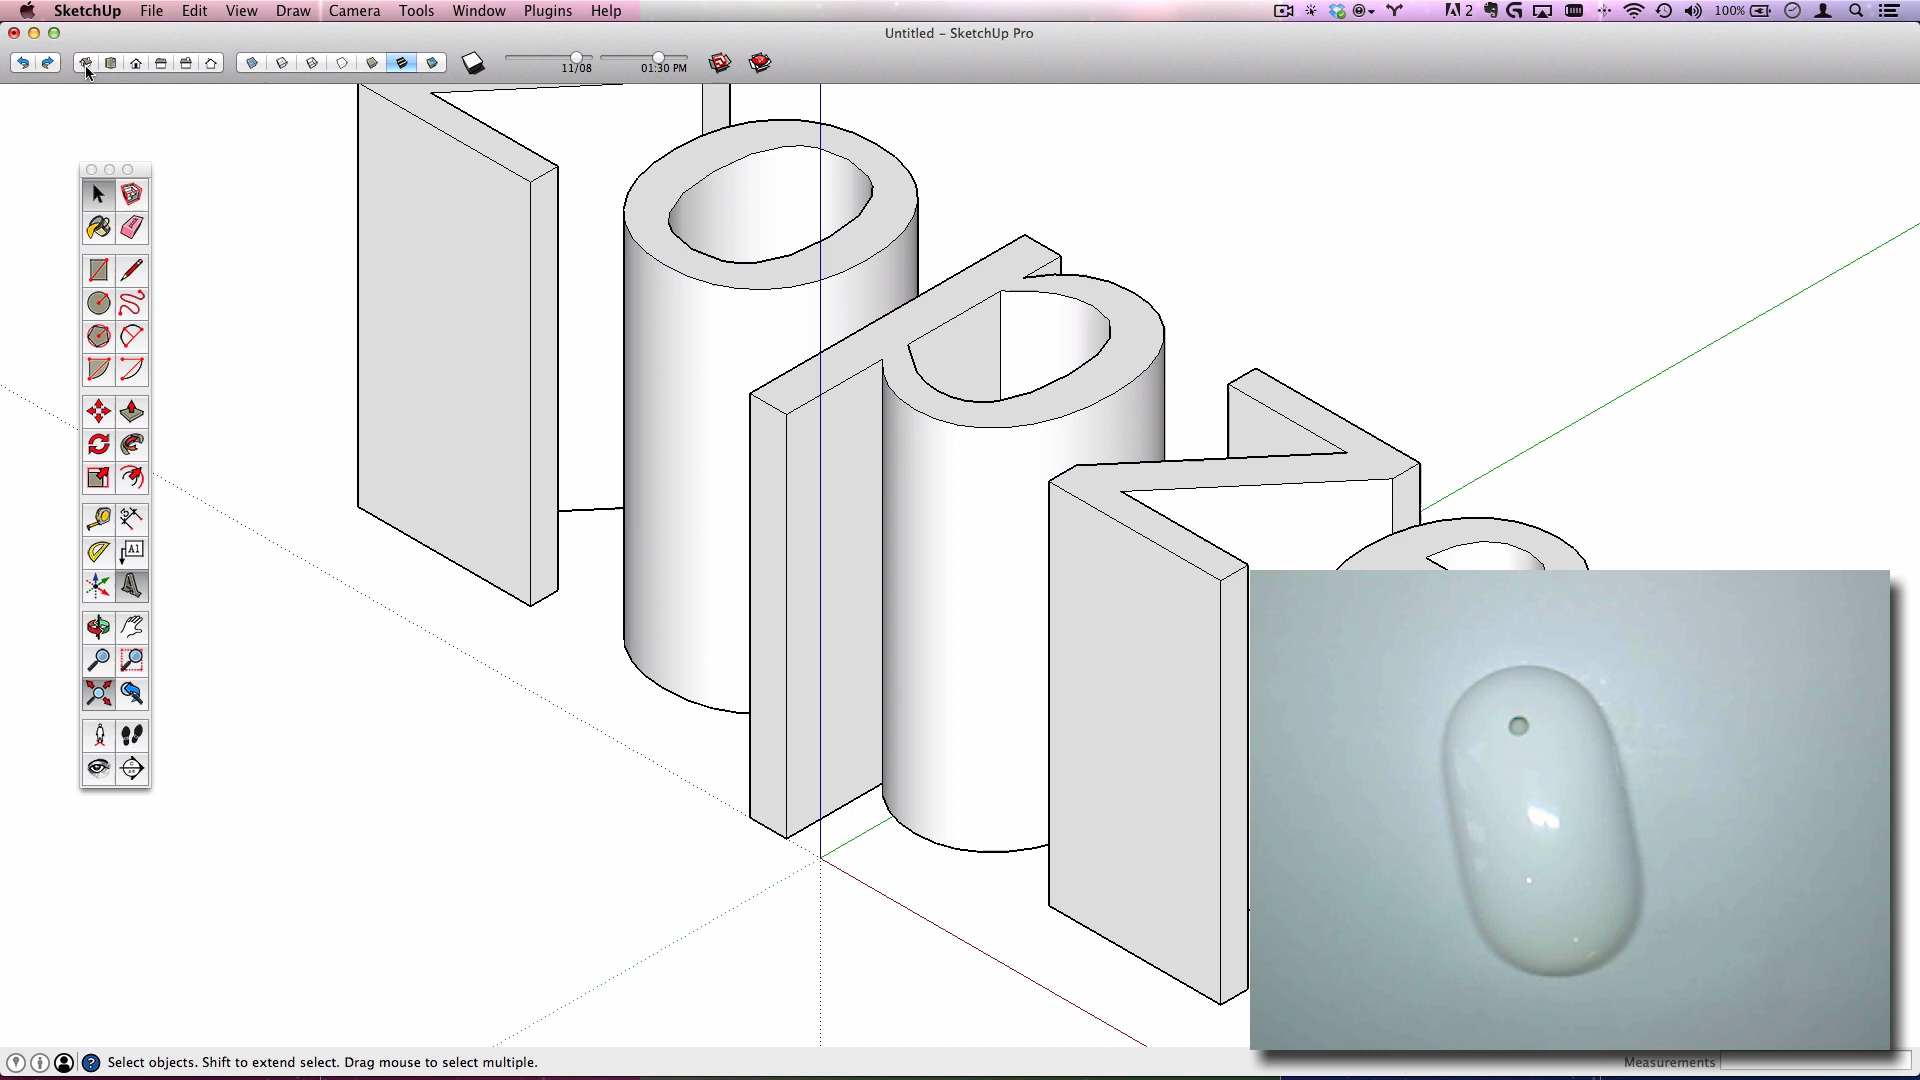 SketchUp File Edit View Draw Camera Tools Window Plugins Help 2 100%
Untitled – SketchUp Pro
11/08 01:30 PM
A1
Select objects. Shift to extend select. Drag mouse to select multiple. Measurements